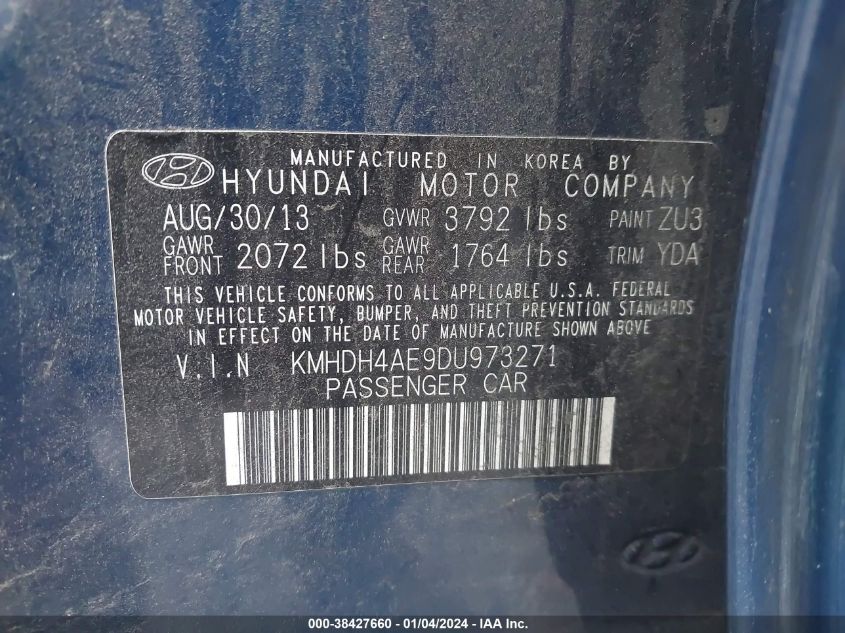 MANUFACTURED IN KOREA BY
HYUNDAI MOTOR COMPANY
AUG/30/13 GVWR 3792 lbs PAINT ZU3
GAWR FRONT 2072 lbs GAWR REAR 1764 lbs TRIM YDA
THIS VEHICLE CONFORMS TO ALL APPLICABLE U.S.A. FEDERAL
MOTOR VEHICLE SAFETY, BUMPER, AND THEFT PREVENTION STANDARDS
IN EFFECT ON THE DATE OF MANUFACTURE SHOWN ABOVE
V.I.N KMHDH4AE9DU973271
PASSENGER CAR
000-38427660 - 01/04/2024 - IAA Inc.